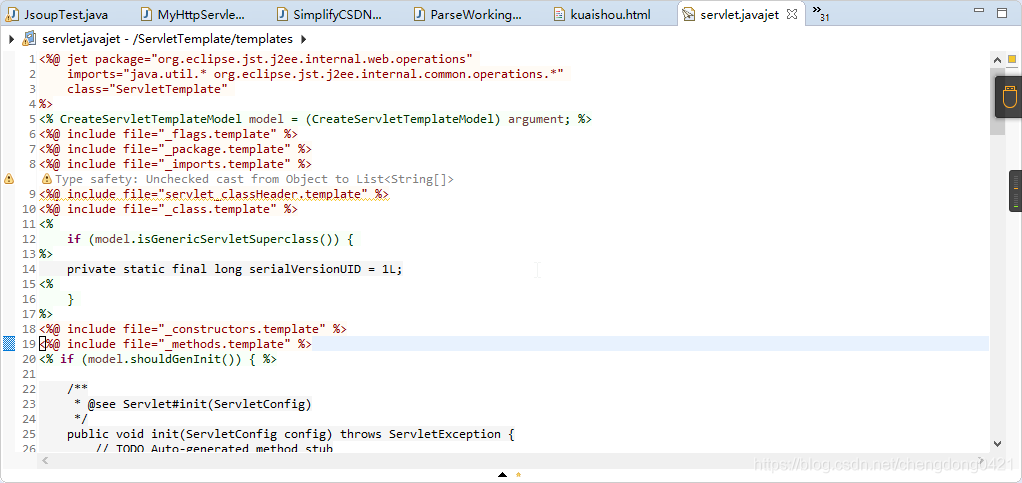 JsoupTest.java MyHttpServle... SimplifyCSDN... ParseWorking... kuaishou.html servlet.javajet »31
servlet.javajet - /ServletTemplate/templates
1 <%@ jet package="org.eclipse.jst.j2ee.internal.web.operations"
2 imports="java.util.* org.eclipse.jst.j2ee.internal.common.operations.*"
3 class="ServletTemplate"
4 %>
5 <% CreateServletTemplateModel model = (CreateServletTemplateModel) argument; %>
6 <%@ include file="_flags.template" %>
7 <%@ include file="_package.template" %>
8 <%@ include file="_imports.template" %>
Type safety: Unchecked cast from Object to List<String[]>
9 <%@ include file="servlet_classHeader.template" %>
10 <%@ include file="_class.template" %>
11 <%
12 if (model.isGenericServletSuperclass()) {
13 %>
14 private static final long serialVersionUID = 1L;
15 <%
16 }
17 %>
18 <%@ include file="_constructors.template" %>
19 <%@ include file="_methods.template" %>
20 <% if (model.shouldGenInit()) { %>
21
22 /**
23 * @see Servlet#init(ServletConfig)
24 */
25 public void init(ServletConfig config) throws ServletException {
26 // TODO Auto-generated method stub
https://blog.csdn.net/chengdong0421